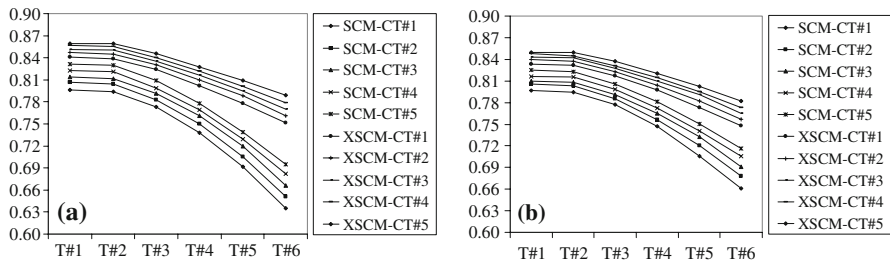 0.90
0.87
0.84
0.81
0.78
0.75
0.72
0.69
0.66
0.63
0.60
(a)
T#1 T#2 T#3 T#4 T#5 T#6
SCM-CT#1
SCM-CT#2
SCM-CT#3
SCM-CT#4
SCM-CT#5
XSCM-CT#1
XSCM-CT#2
XSCM-CT#3
XSCM-CT#4
XSCM-CT#5
0.90
0.87
0.84
0.81
0.78
0.75
0.72
0.69
0.66
0.63
0.60
(b)
T#1 T#2 T#3 T#4 T#5 T#6
SCM-CT#1
SCM-CT#2
SCM-CT#3
SCM-CT#4
SCM-CT#5
XSCM-CT#1
XSCM-CT#2
XSCM-CT#3
XSCM-CT#4
XSCM-CT#5